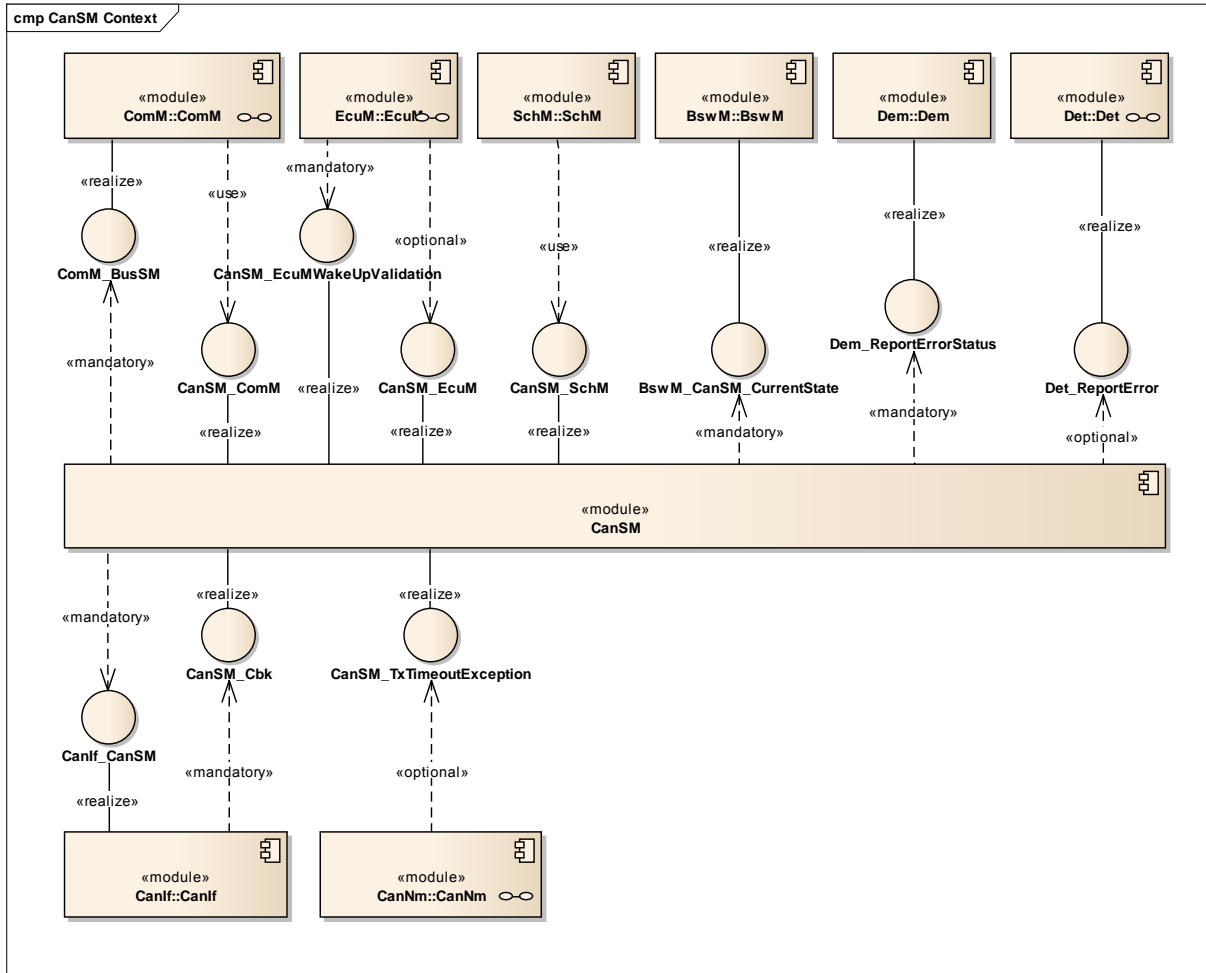 cmp CanSM Context
«module»
ComM::ComM
«module»
EcuM::EcuM
«module»
SchM::SchM
«module»
BswM::BswM
«module»
Dem::Dem
«module»
Det::Det
«realize»
«use»
«mandatory»
«optional»
«use»
«realize»
«realize»
«realize»
ComM_BusSM
CanSM_EcuMWakeUpValidation
Dem_ReportErrorStatus
«mandatory»
CanSM_ComM
«realize»
CanSM_EcuM
CanSM_SchM
BswM_CanSM_CurrentState
Det_ReportError
«realize»
«realize»
«realize»
«mandatory»
«mandatory»
«optional»
«module»
CanSM
«mandatory»
«realize»
«realize»
CanSM_Cbk
CanSM_TxTimeoutException
CanIf_CanSM
«realize»
«mandatory»
«optional»
«module»
CanIf::CanIf
«module»
CanNm::CanNm